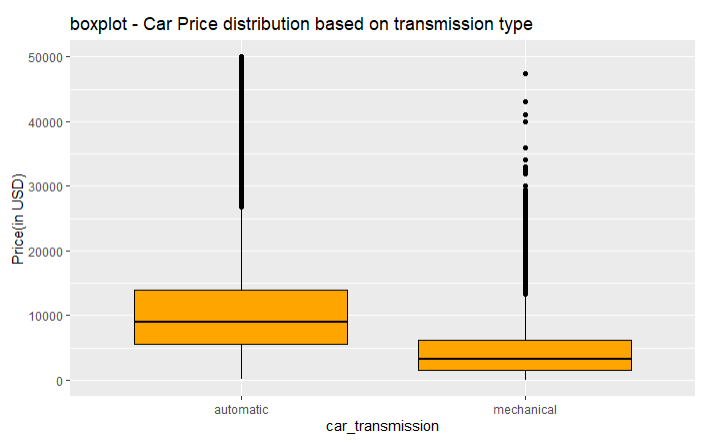 boxplot - Car Price distribution based on transmission type
Price(in USD)
50000
40000
30000
20000
10000
0
automatic mechanical
car_transmission